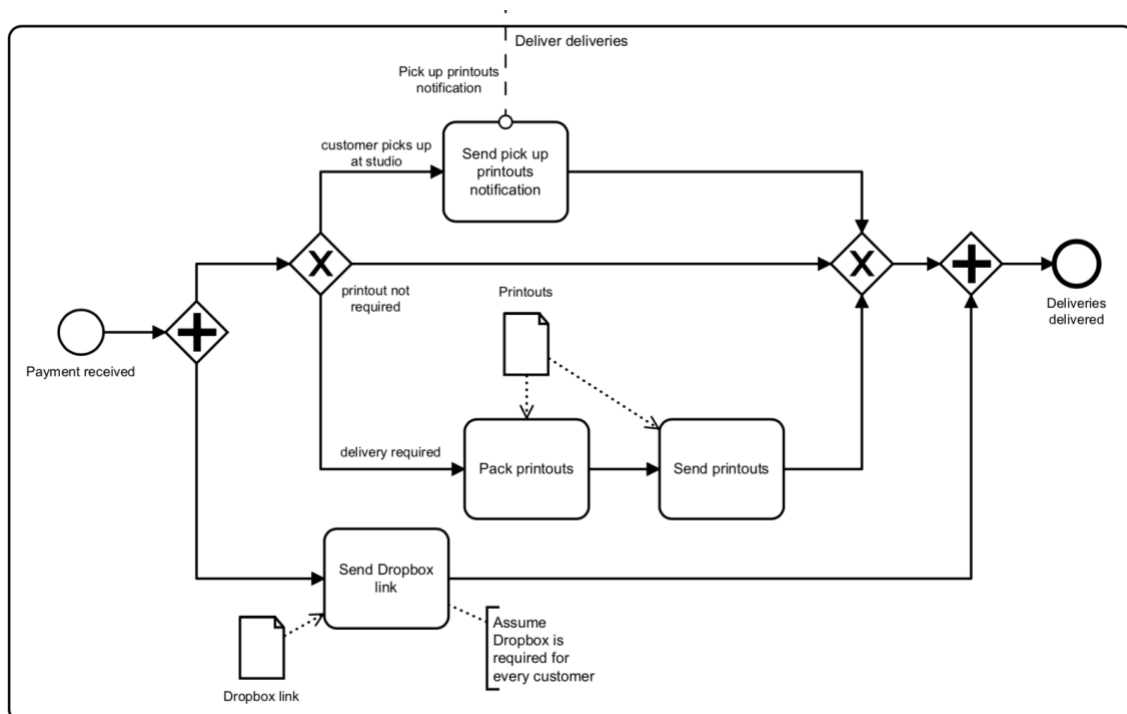 Deliver deliveries
Pick up printouts
notification
customer picks up
at studio
Send pick up
printouts
notification
X
X
printout not
required
Printouts
Payment received
Deliveries
delivered
delivery required
Pack printouts
Send printouts
Send Dropbox
link
Assume
Dropbox is
required for
every customer
Dropbox link